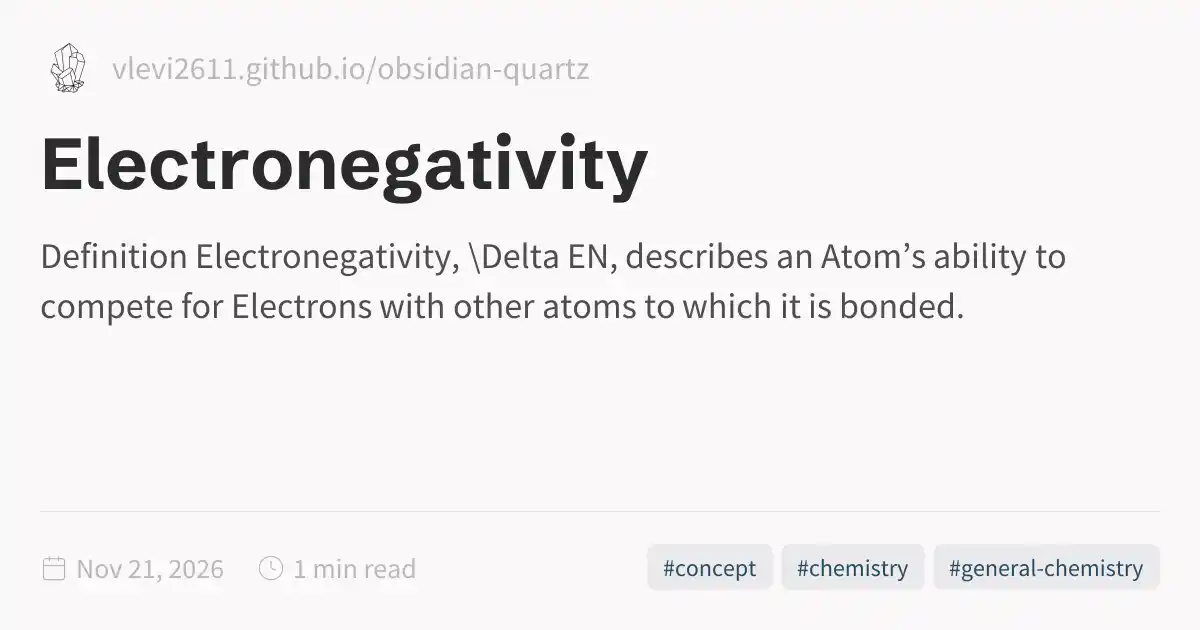 vlevi2611.github.io/obsidian-quartz
Electronegativity
Definition Electronegativity, \Delta EN, describes an Atom’s ability to
compete for Electrons with other atoms to which it is bonded.
Nov 21, 2026 1 min read #concept #chemistry #general-chemistry